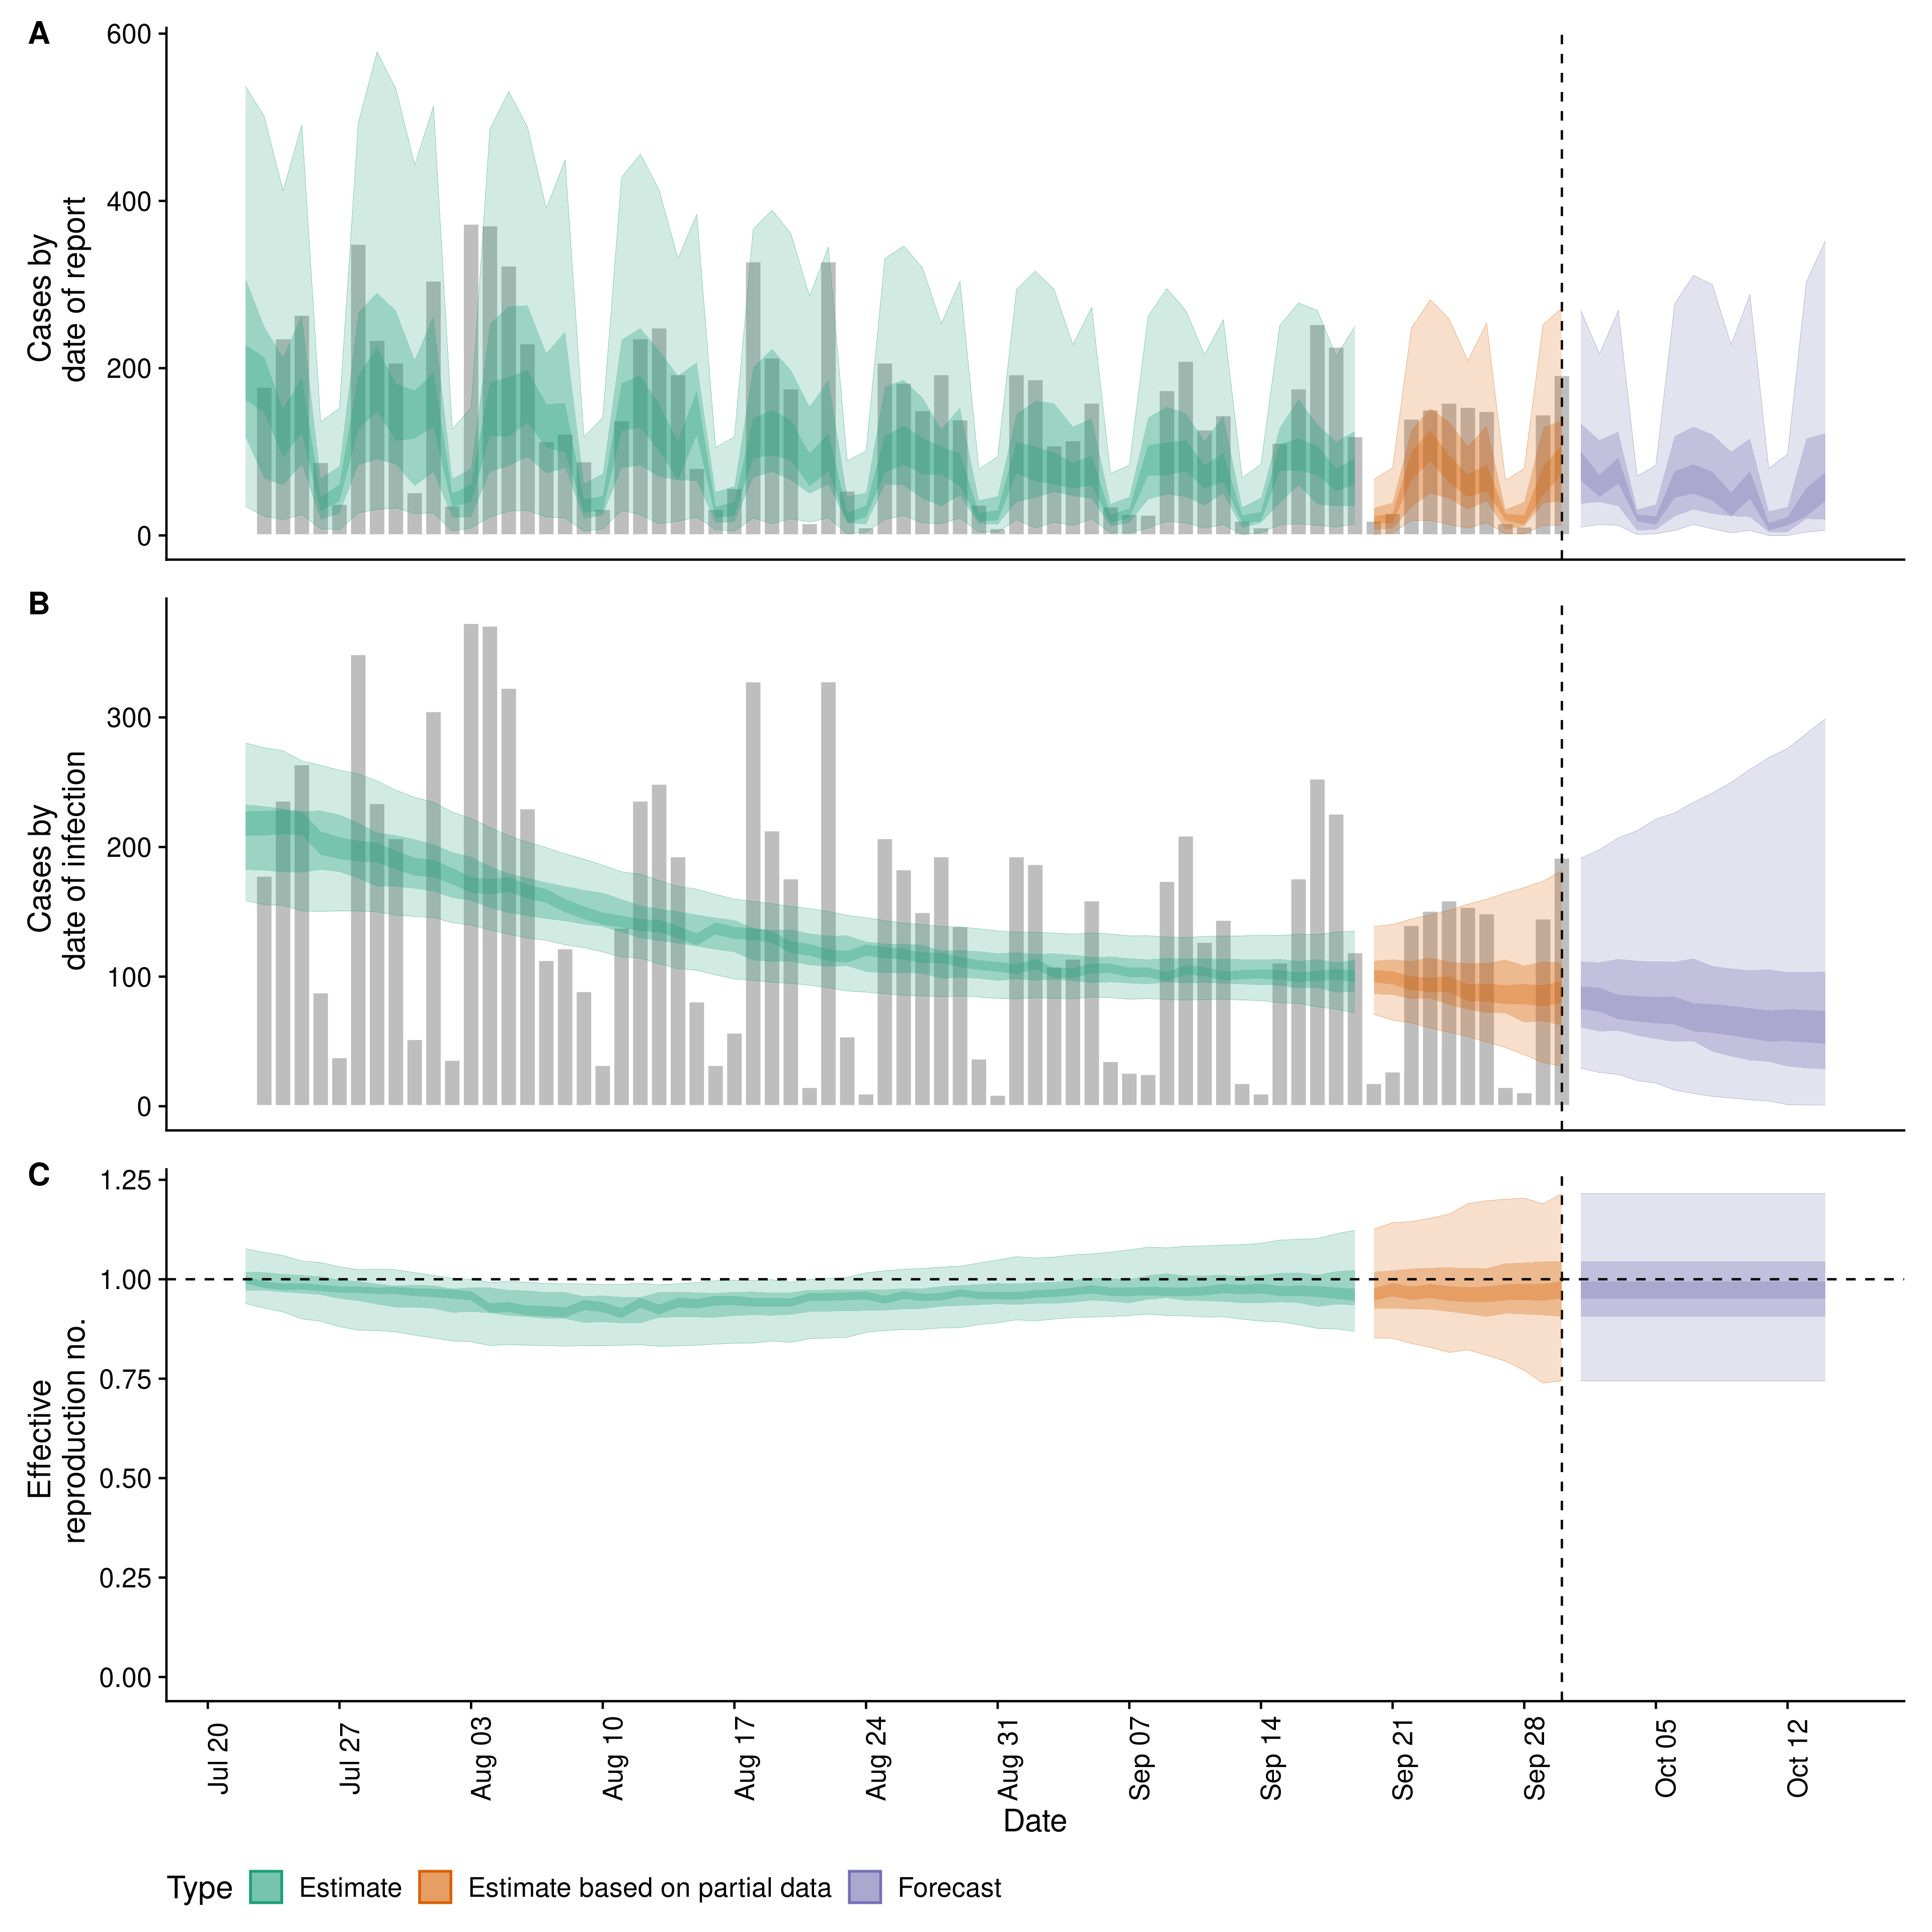 A
Cases by
date of report
600
400
200
0
B
Cases by
date of infection
300
200
100
0
C
Effective
reproduction no.
1.25
1.00
0.75
0.50
0.25
0.00
Jul 20
Jul 27
Aug 03
Aug 10
Aug 17
Aug 24
Aug 31
Sep 07
Sep 14
Sep 21
Sep 28
Oct 05
Oct 12
Date
Type Estimate Estimate based on partial data Forecast